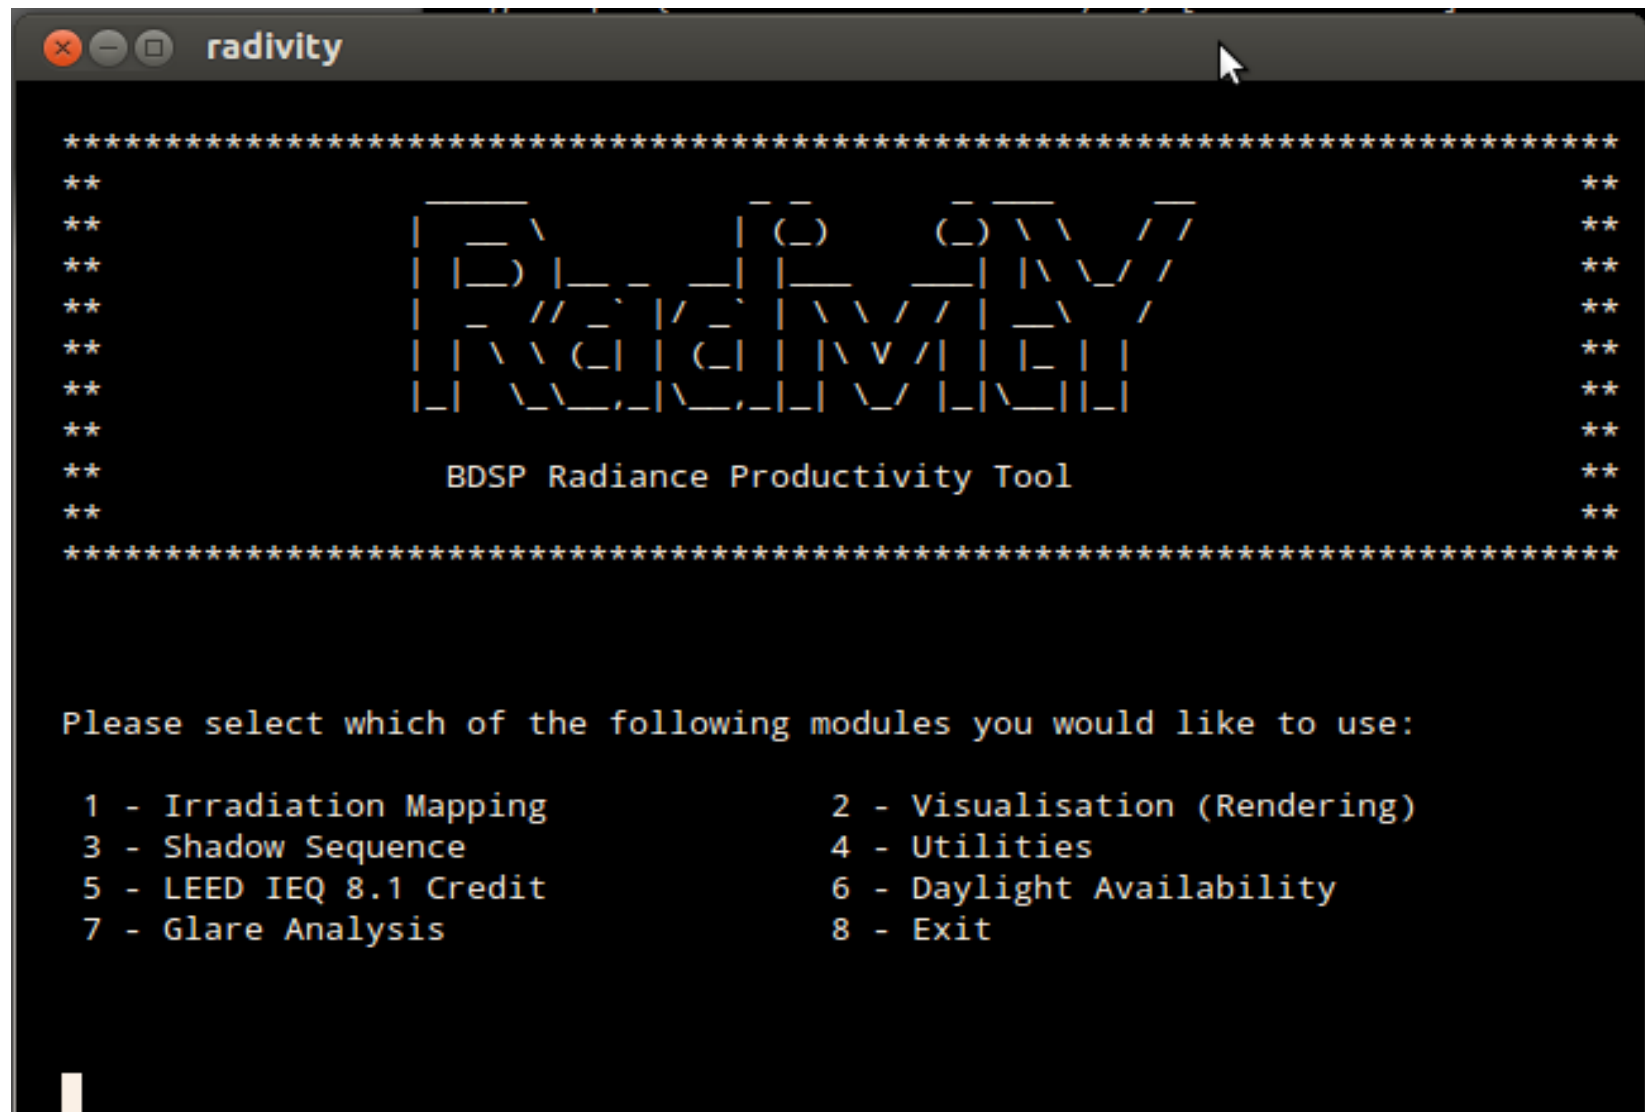 radivity
********************************************************************************
** **
RadivitY
BDSP Radiance Productivity Tool
** **
********************************************************************************
Please select which of the following modules you would like to use:
1 - Irradiation Mapping 2 - Visualisation (Rendering)
3 - Shadow Sequence 4 - Utilities
5 - LEED IEQ 8.1 Credit 6 - Daylight Availability
7 - Glare Analysis 8 - Exit